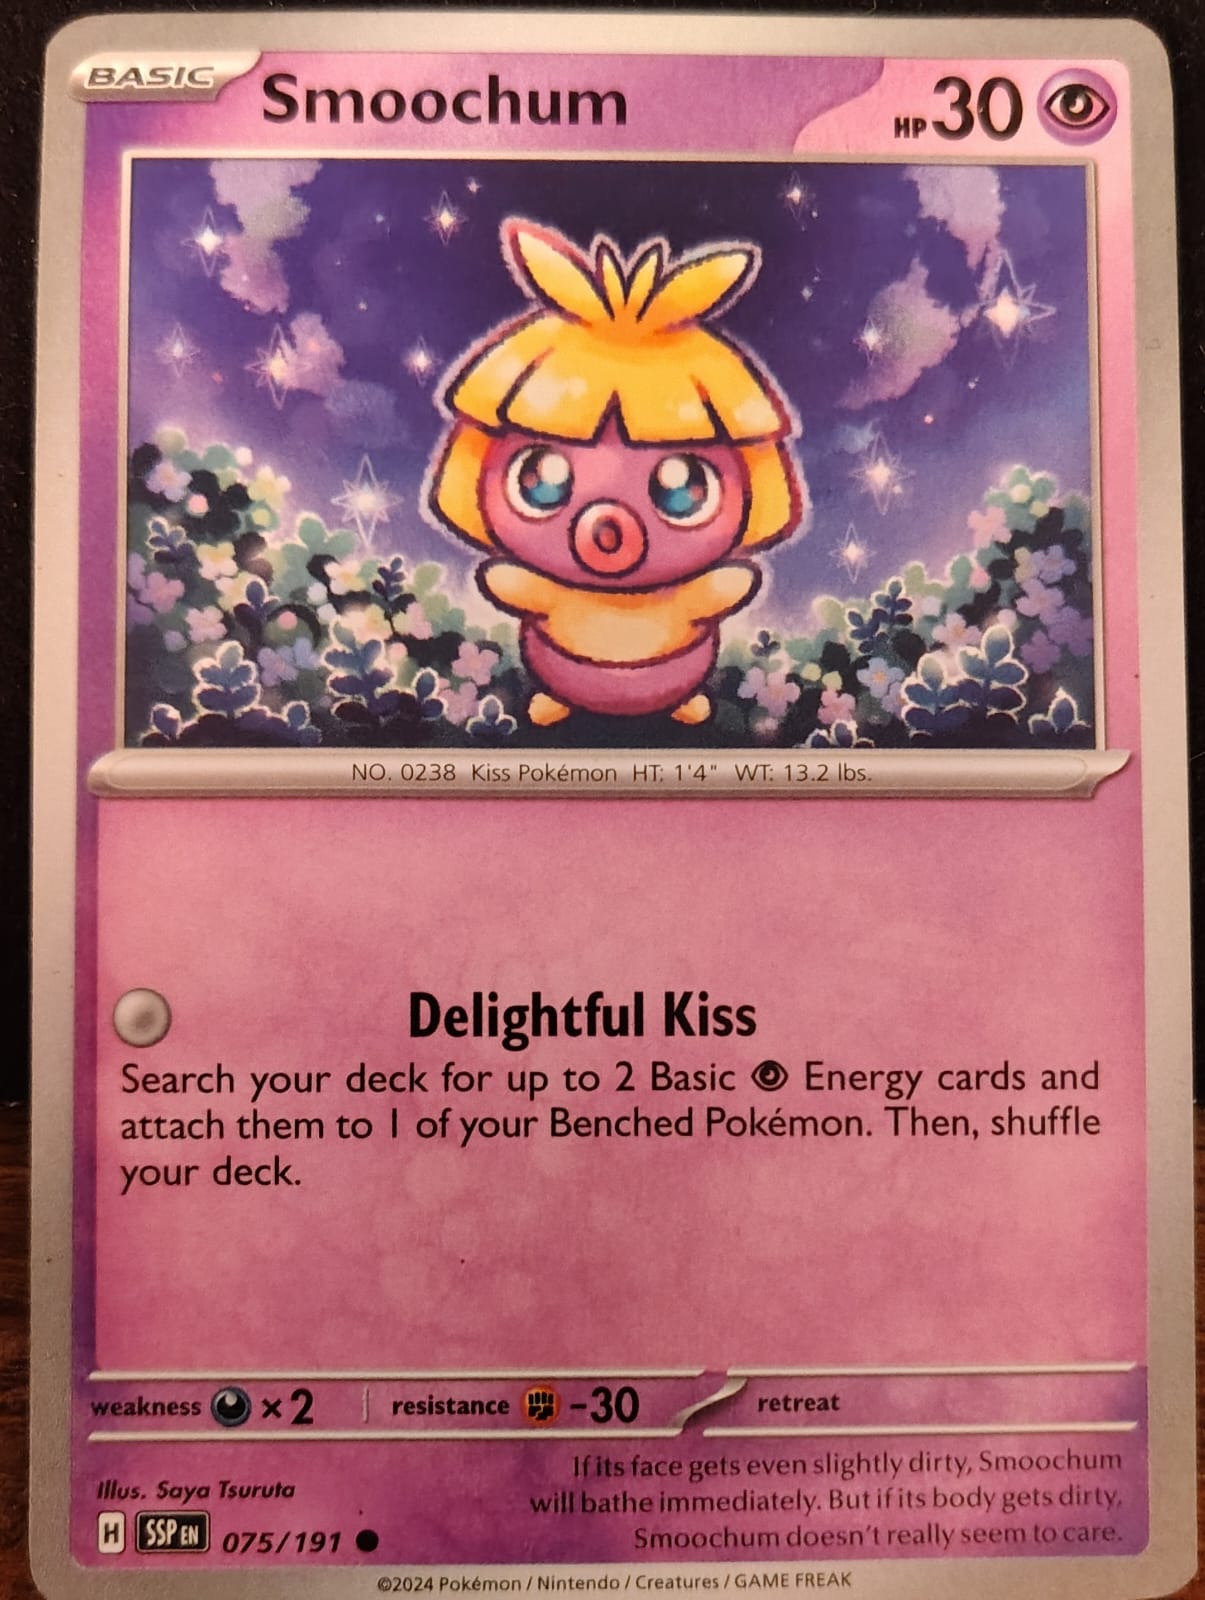 BASIC
Smoochum
HP 30
NO. 0238 Kiss Pokémon HT: 1'4" WT: 13.2 lbs.
Delightful Kiss
Search your deck for up to 2 Basic Energy cards and
attach them to 1 of your Benched Pokémon. Then, shuffle
your deck.
weakness ×2 resistance -30 retreat
If its face gets even slightly dirty, Smoochum
will bathe immediately. But if its body gets dirty,
Smoochum doesn't really seem to care.
Illus. Saya Tsuruta
H SSP EN 075/191
©2024 Pokémon / Nintendo / Creatures / GAME FREAK